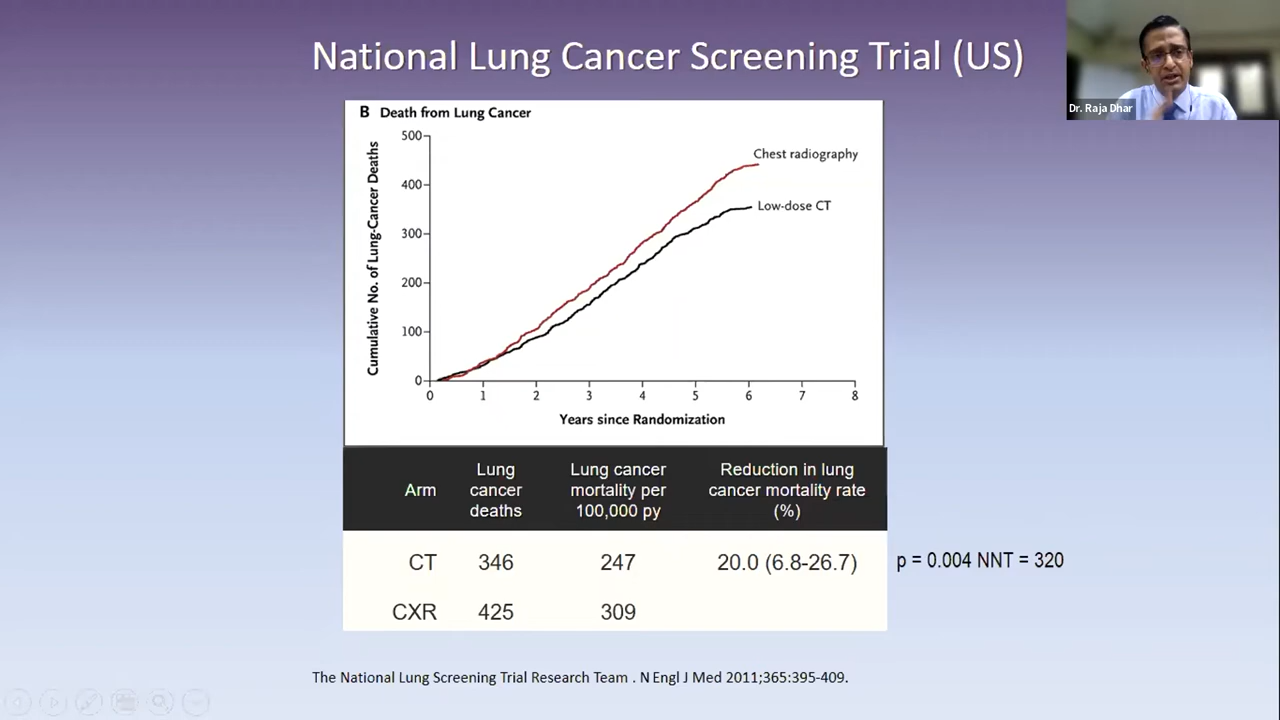 National Lung Cancer Screening Trial (US)
Dr. Raja Dhar
B Death from Lung Cancer
Cumulative No. of Lung-Cancer Deaths
500
400
300
200
100
0
Chest radiography
Low-dose CT
0 1 2 3 4 5 6 7 8
Years since Randomization
Arm
Lung
cancer
deaths
Lung cancer
mortality per
100,000 py
Reduction in lung
cancer mortality rate
(%)
CT 346 247 20.0 (6.8-26.7) p = 0.004 NNT = 320
CXR 425 309
The National Lung Screening Trial Research Team . N Engl J Med 2011;365:395-409.